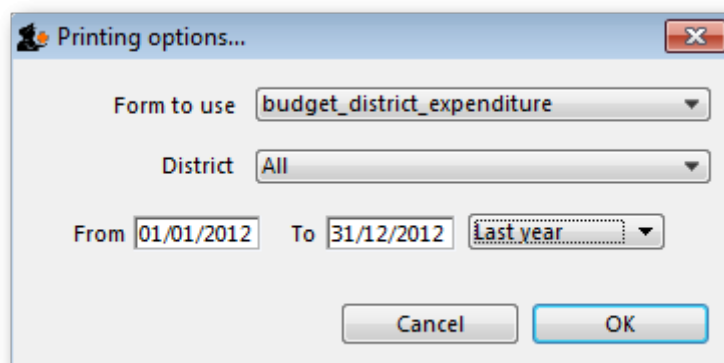 Printing options...
Form to use budget_district_expenditure
District All
From 01/01/2012 To 31/12/2012 Last year
Cancel OK